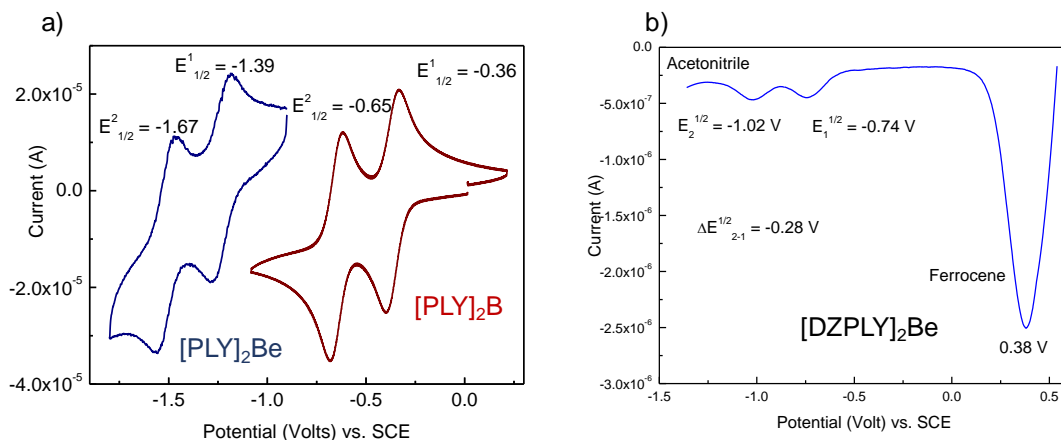 a)
E¹₁/₂ = -1.39
E¹₁/₂ = -0.36
E²₁/₂ = -0.65
E²₁/₂ = -1.67
2.0x10⁻⁵
0.0
-2.0x10⁻⁵
-4.0x10⁻⁵
Current (A)
[PLY]₂Be
[PLY]₂B
-1.5
-1.0
-0.5
0.0
Potential (Volts) vs. SCE
b)
0.0
Acetonitrile
-5.0x10⁻⁷
E₂¹/² = -1.02 V
E₁¹/² = -0.74 V
-1.0x10⁻⁶
-1.5x10⁻⁶
ΔE¹/²₂₋₁ = -0.28 V
-2.0x10⁻⁶
Ferrocene
-2.5x10⁻⁶
[DZPLY]₂Be
0.38 V
-3.0x10⁻⁶
Current (A)
-1.5
-1.0
-0.5
0.0
0.5
Potential (Volt) vs. SCE